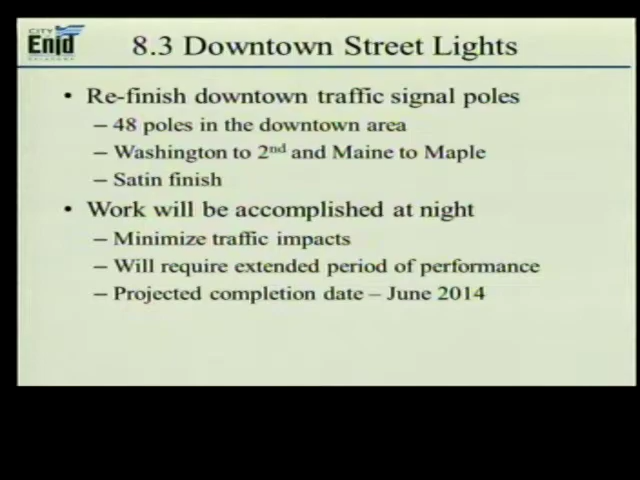 CITY
Enid
8.3 Downtown Street Lights
• Re-finish downtown traffic signal poles
– 48 poles in the downtown area
– Washington to 2nd and Maine to Maple
– Satin finish
• Work will be accomplished at night
– Minimize traffic impacts
– Will require extended period of performance
– Projected completion date – June 2014